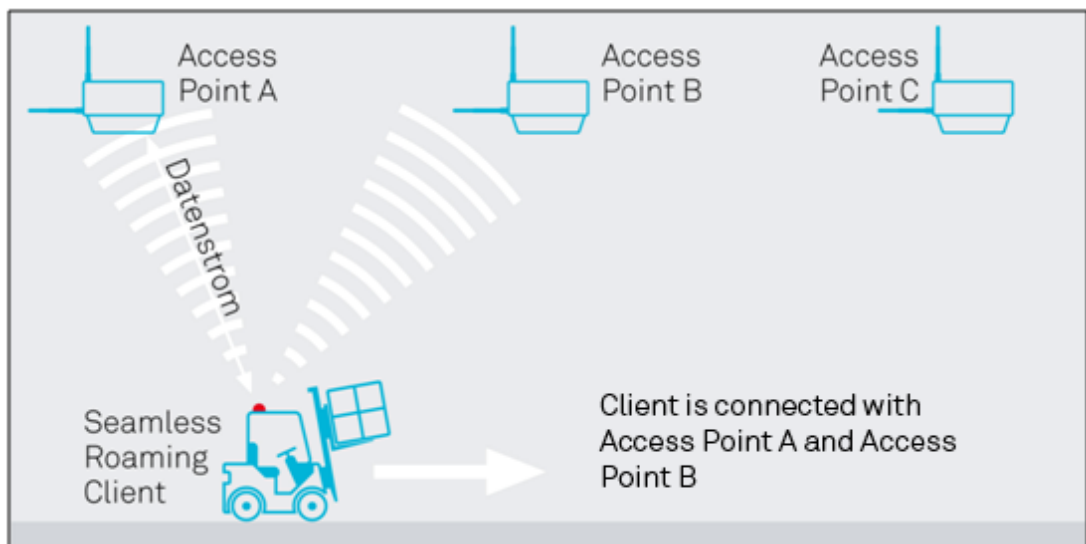 Access
Point A
Access
Point B
Access
Point C
Datenstrom
Seamless
Roaming
Client
Client is connected with
Access Point A and Access
Point B